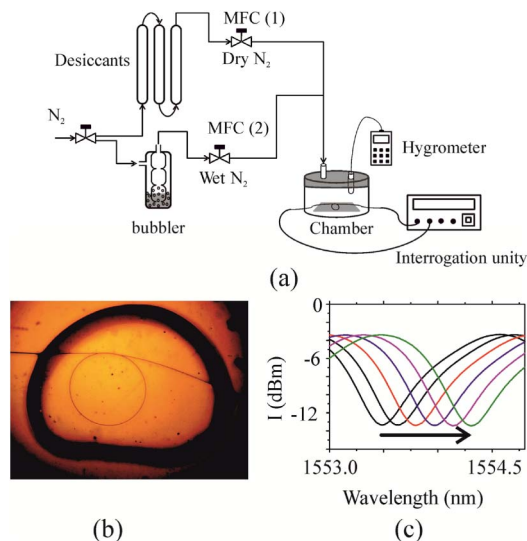 MFC (1)
Desiccants
Dry N₂
N₂
MFC (2)
Wet N₂
bubbler
Hygrometer
Chamber
Interrogation unity
(a)
0
-6
-12
I (dBm)
1553.0
1554.5
Wavelength (nm)
(b)
(c)